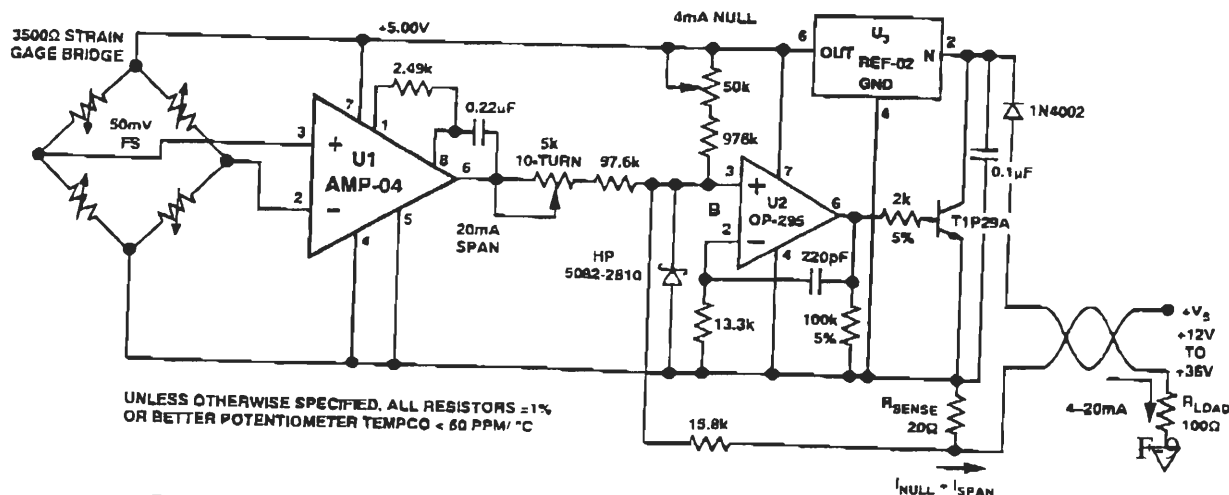 3500Ω STRAIN
GAGE BRIDGE
50mV
FS
+5.00V
2.49k
0.22µF
7
1
3
+
U1
AMP-04
8
6
2
−
4
5
5k
10-TURN
97.6k
20mA
SPAN
HP
5082-2810
4mA NULL
50k
976k
B
3
+
U2
OP-295
7
6
2
−
4
220pF
13.3k
100k
5%
2k
5%
6
U3
OUT
REF-02
N
2
GND
4
1N4002
0.1µF
T1P29A
+VS
+12V
TO
+36V
4–20mA
RLOAD
100Ω
F-9
RSENSE
20Ω
15.8k
INULL + ISPAN
UNLESS OTHERWISE SPECIFIED, ALL RESISTORS ±1%
OR BETTER POTENTIOMETER TEMPCO < 50 PPM/°C